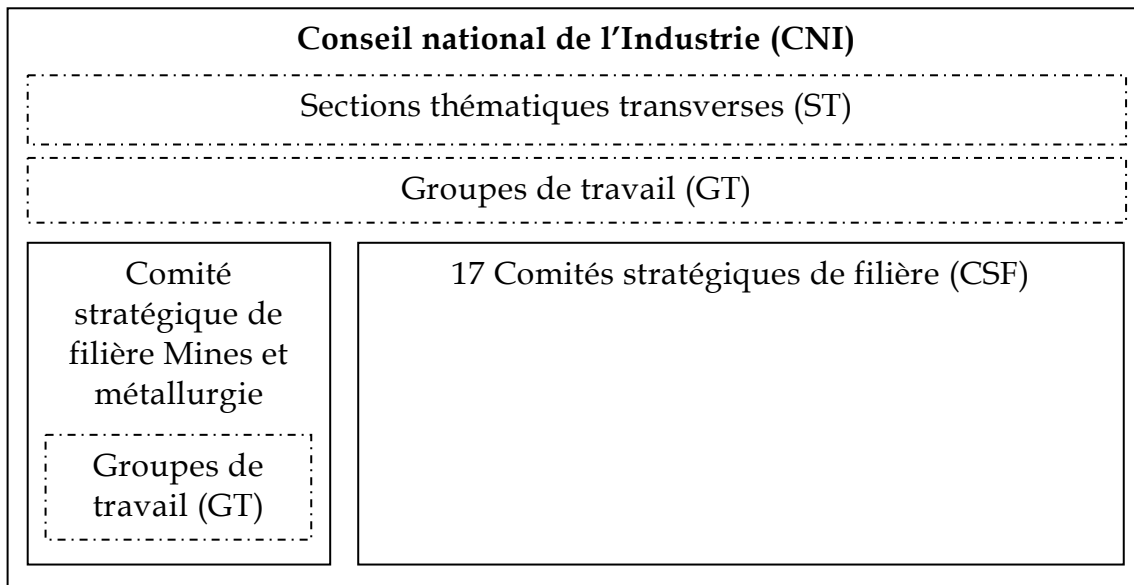 Conseil national de l’Industrie (CNI)
Sections thématiques transverses (ST)
Groupes de travail (GT)
Comité
stratégique de
filière Mines et
métallurgie
Groupes de
travail (GT)
17 Comités stratégiques de filière (CSF)